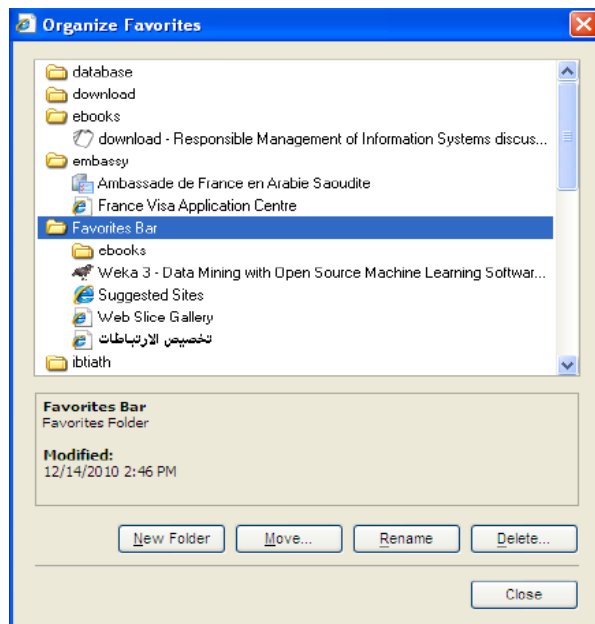 Organize Favorites
database
download
ebooks
download - Responsible Management of Information Systems discus...
embassy
Ambassade de France en Arabie Saoudite
France Visa Application Centre
Favorites Bar
ebooks
Weka 3 - Data Mining with Open Source Machine Learning Softwar...
Suggested Sites
Web Slice Gallery
تخصيص الارتباطات
ibtiath
Favorites Bar
Favorites Folder
Modified:
12/14/2010 2:46 PM
New Folder Move... Rename Delete...
Close